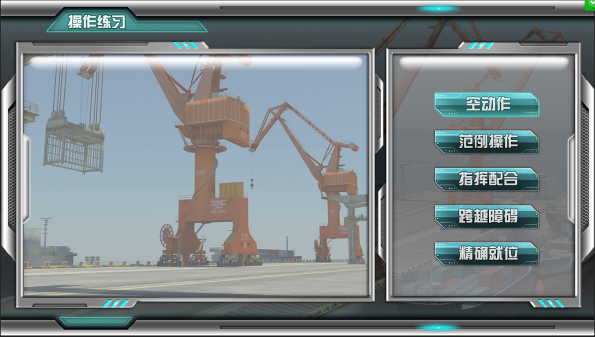 操作练习
空动作
范例操作
指挥配合
跨越障碍
精确就位